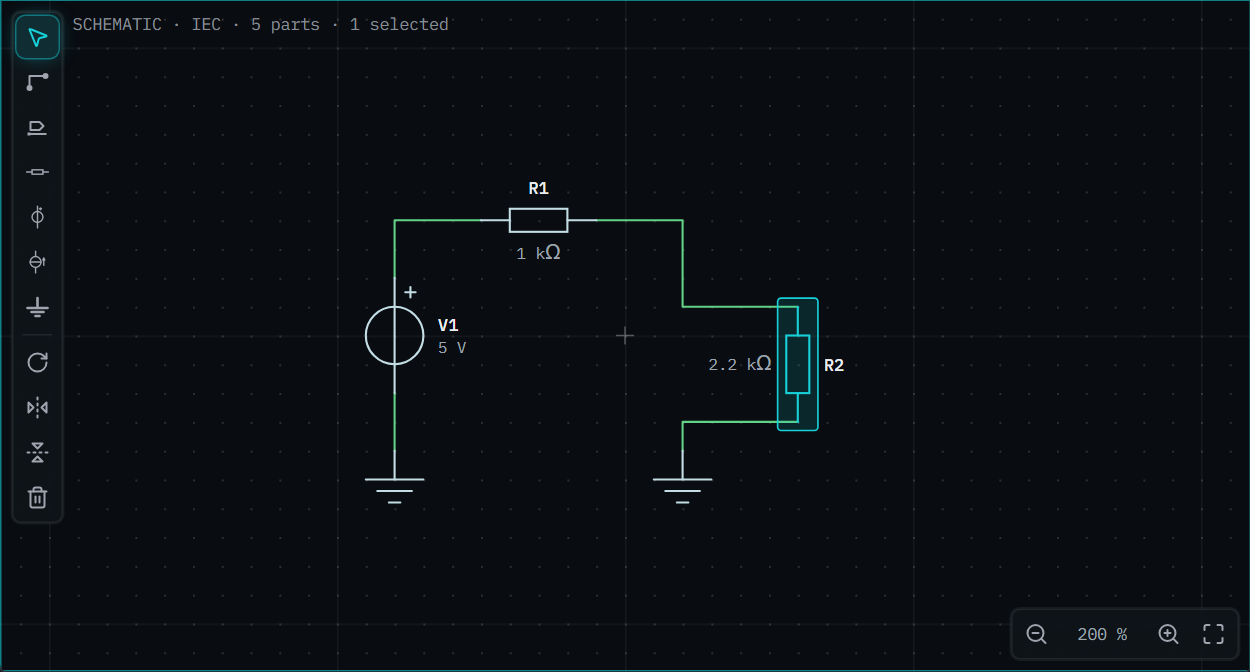 SCHEMATIC · IEC · 5 parts · 1 selected
R1
1 kΩ
+
V1
5 V
2.2 kΩ
R2
200 %